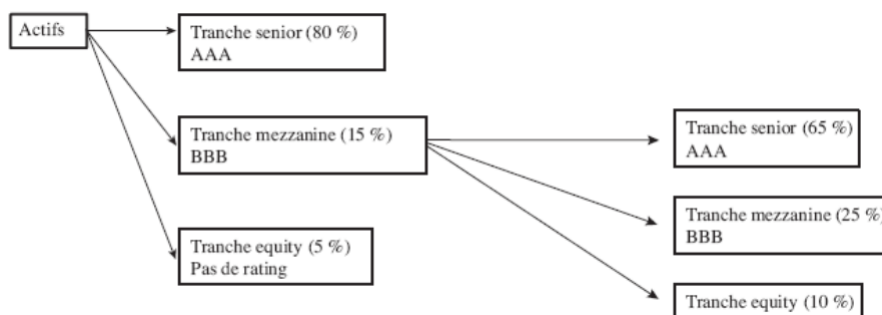 Actifs
Tranche senior (80 %)
AAA
Tranche mezzanine (15 %)
BBB
Tranche equity (5 %)
Pas de rating
Tranche senior (65 %)
AAA
Tranche mezzanine (25 %)
BBB
Tranche equity (10 %)